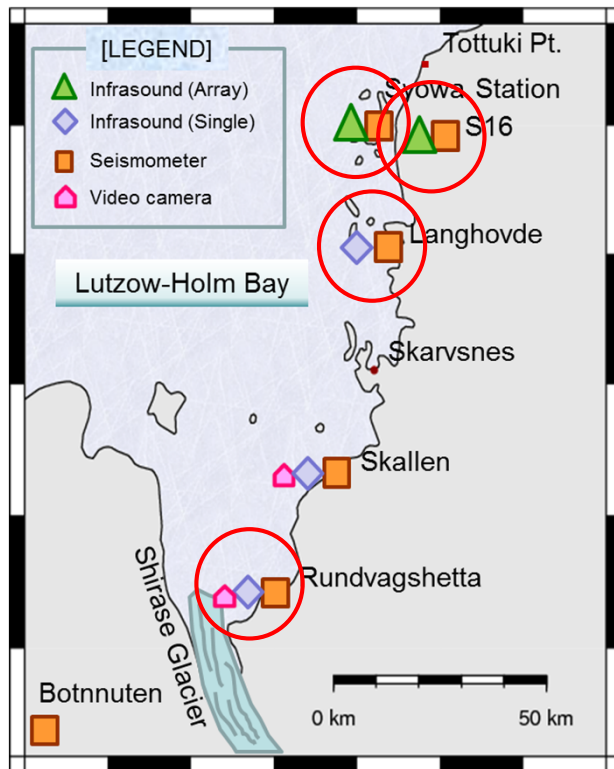 [LEGEND]
Infrasound (Array)
Infrasound (Single)
Seismometer
Video camera
Tottuki Pt.
Syowa Station
S16
Langhovde
Lutzow-Holm Bay
Skarvsnes
Skallen
Rundvagshetta
Shirase Glacier
Botnnuten
0 km
50 km